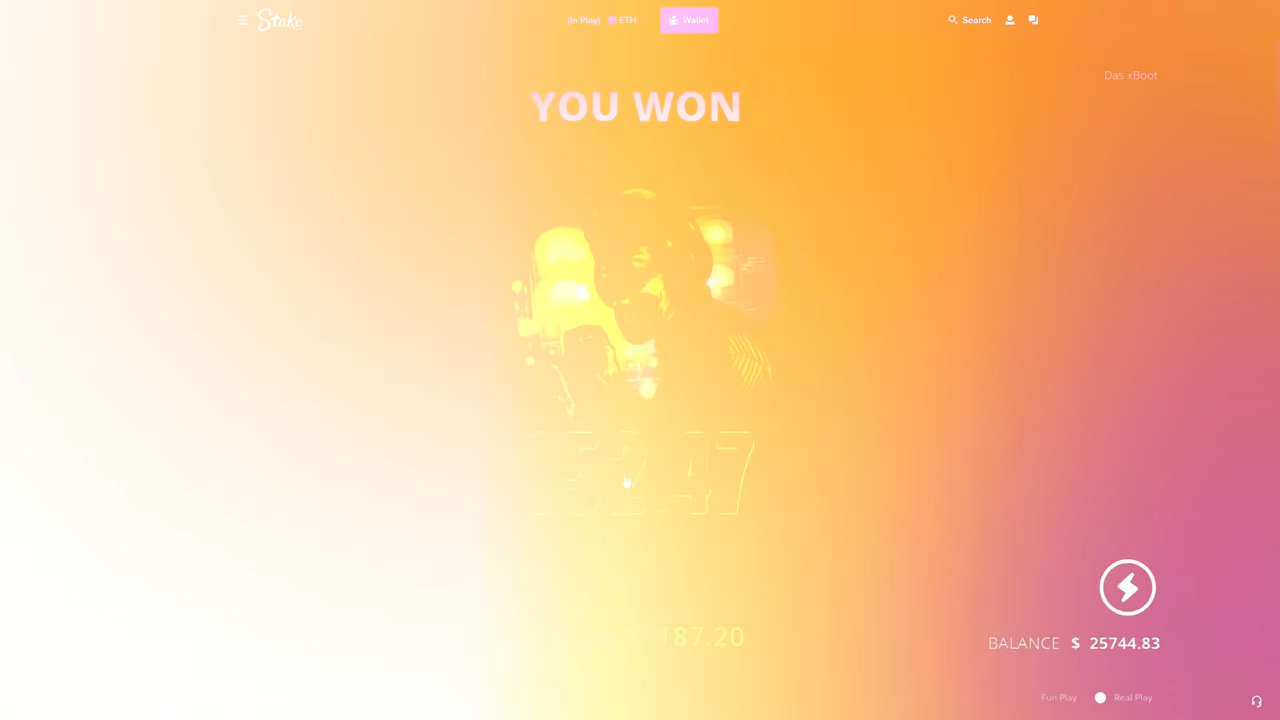 Stake
(In Play) ETH
Wallet
Search
Das xBoot
YOU WON
187.20
BALANCE $ 25744.83
Fun Play
Real Play